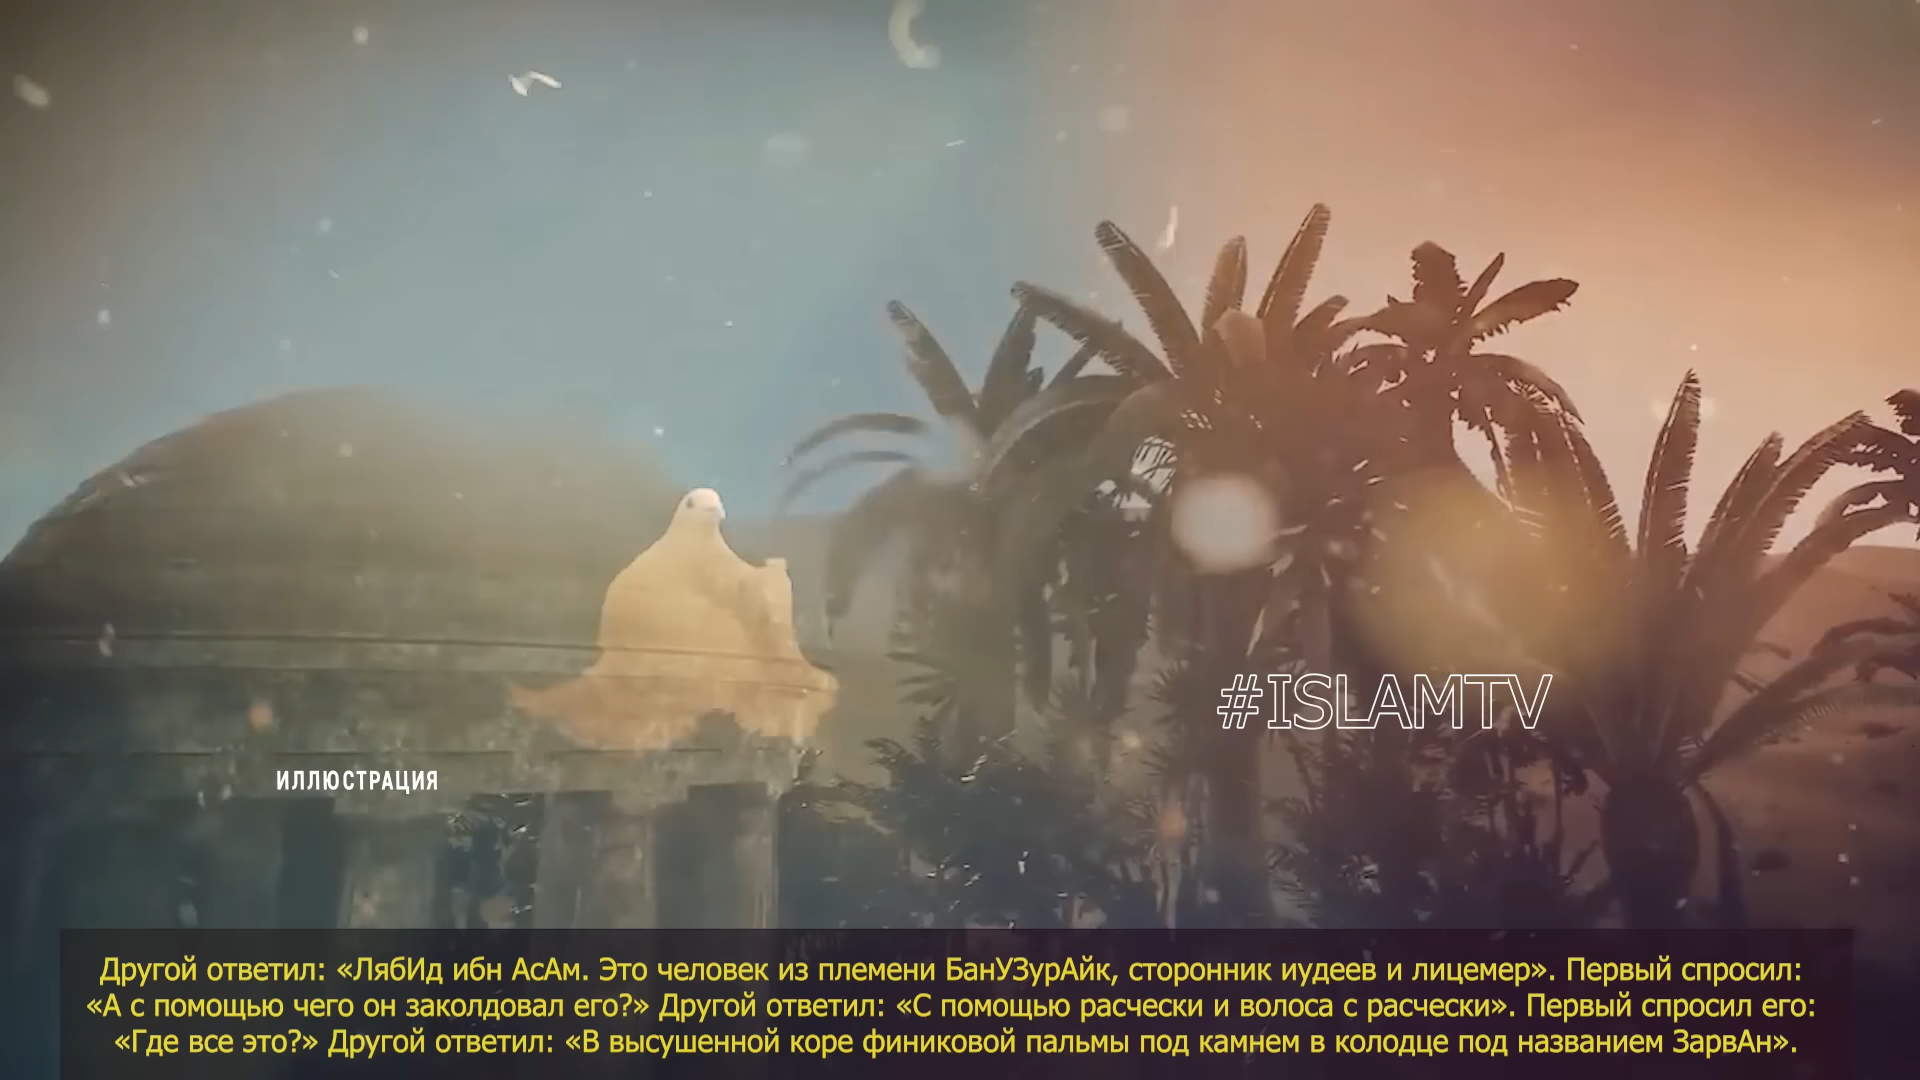 #ISLAMTV
ИЛЛЮСТРАЦИЯ
Другой ответил: «ЛябИд ибн АсАм. Это человек из племени БанУЗурАйк, сторонник иудеев и лицемер». Первый спросил:
«А с помощью чего он заколдовал его?» Другой ответил: «С помощью расчески и волоса с расчески». Первый спросил его:
«Где все это?» Другой ответил: «В высушенной коре финиковой пальмы под камнем в колодце под названием ЗарвАн».